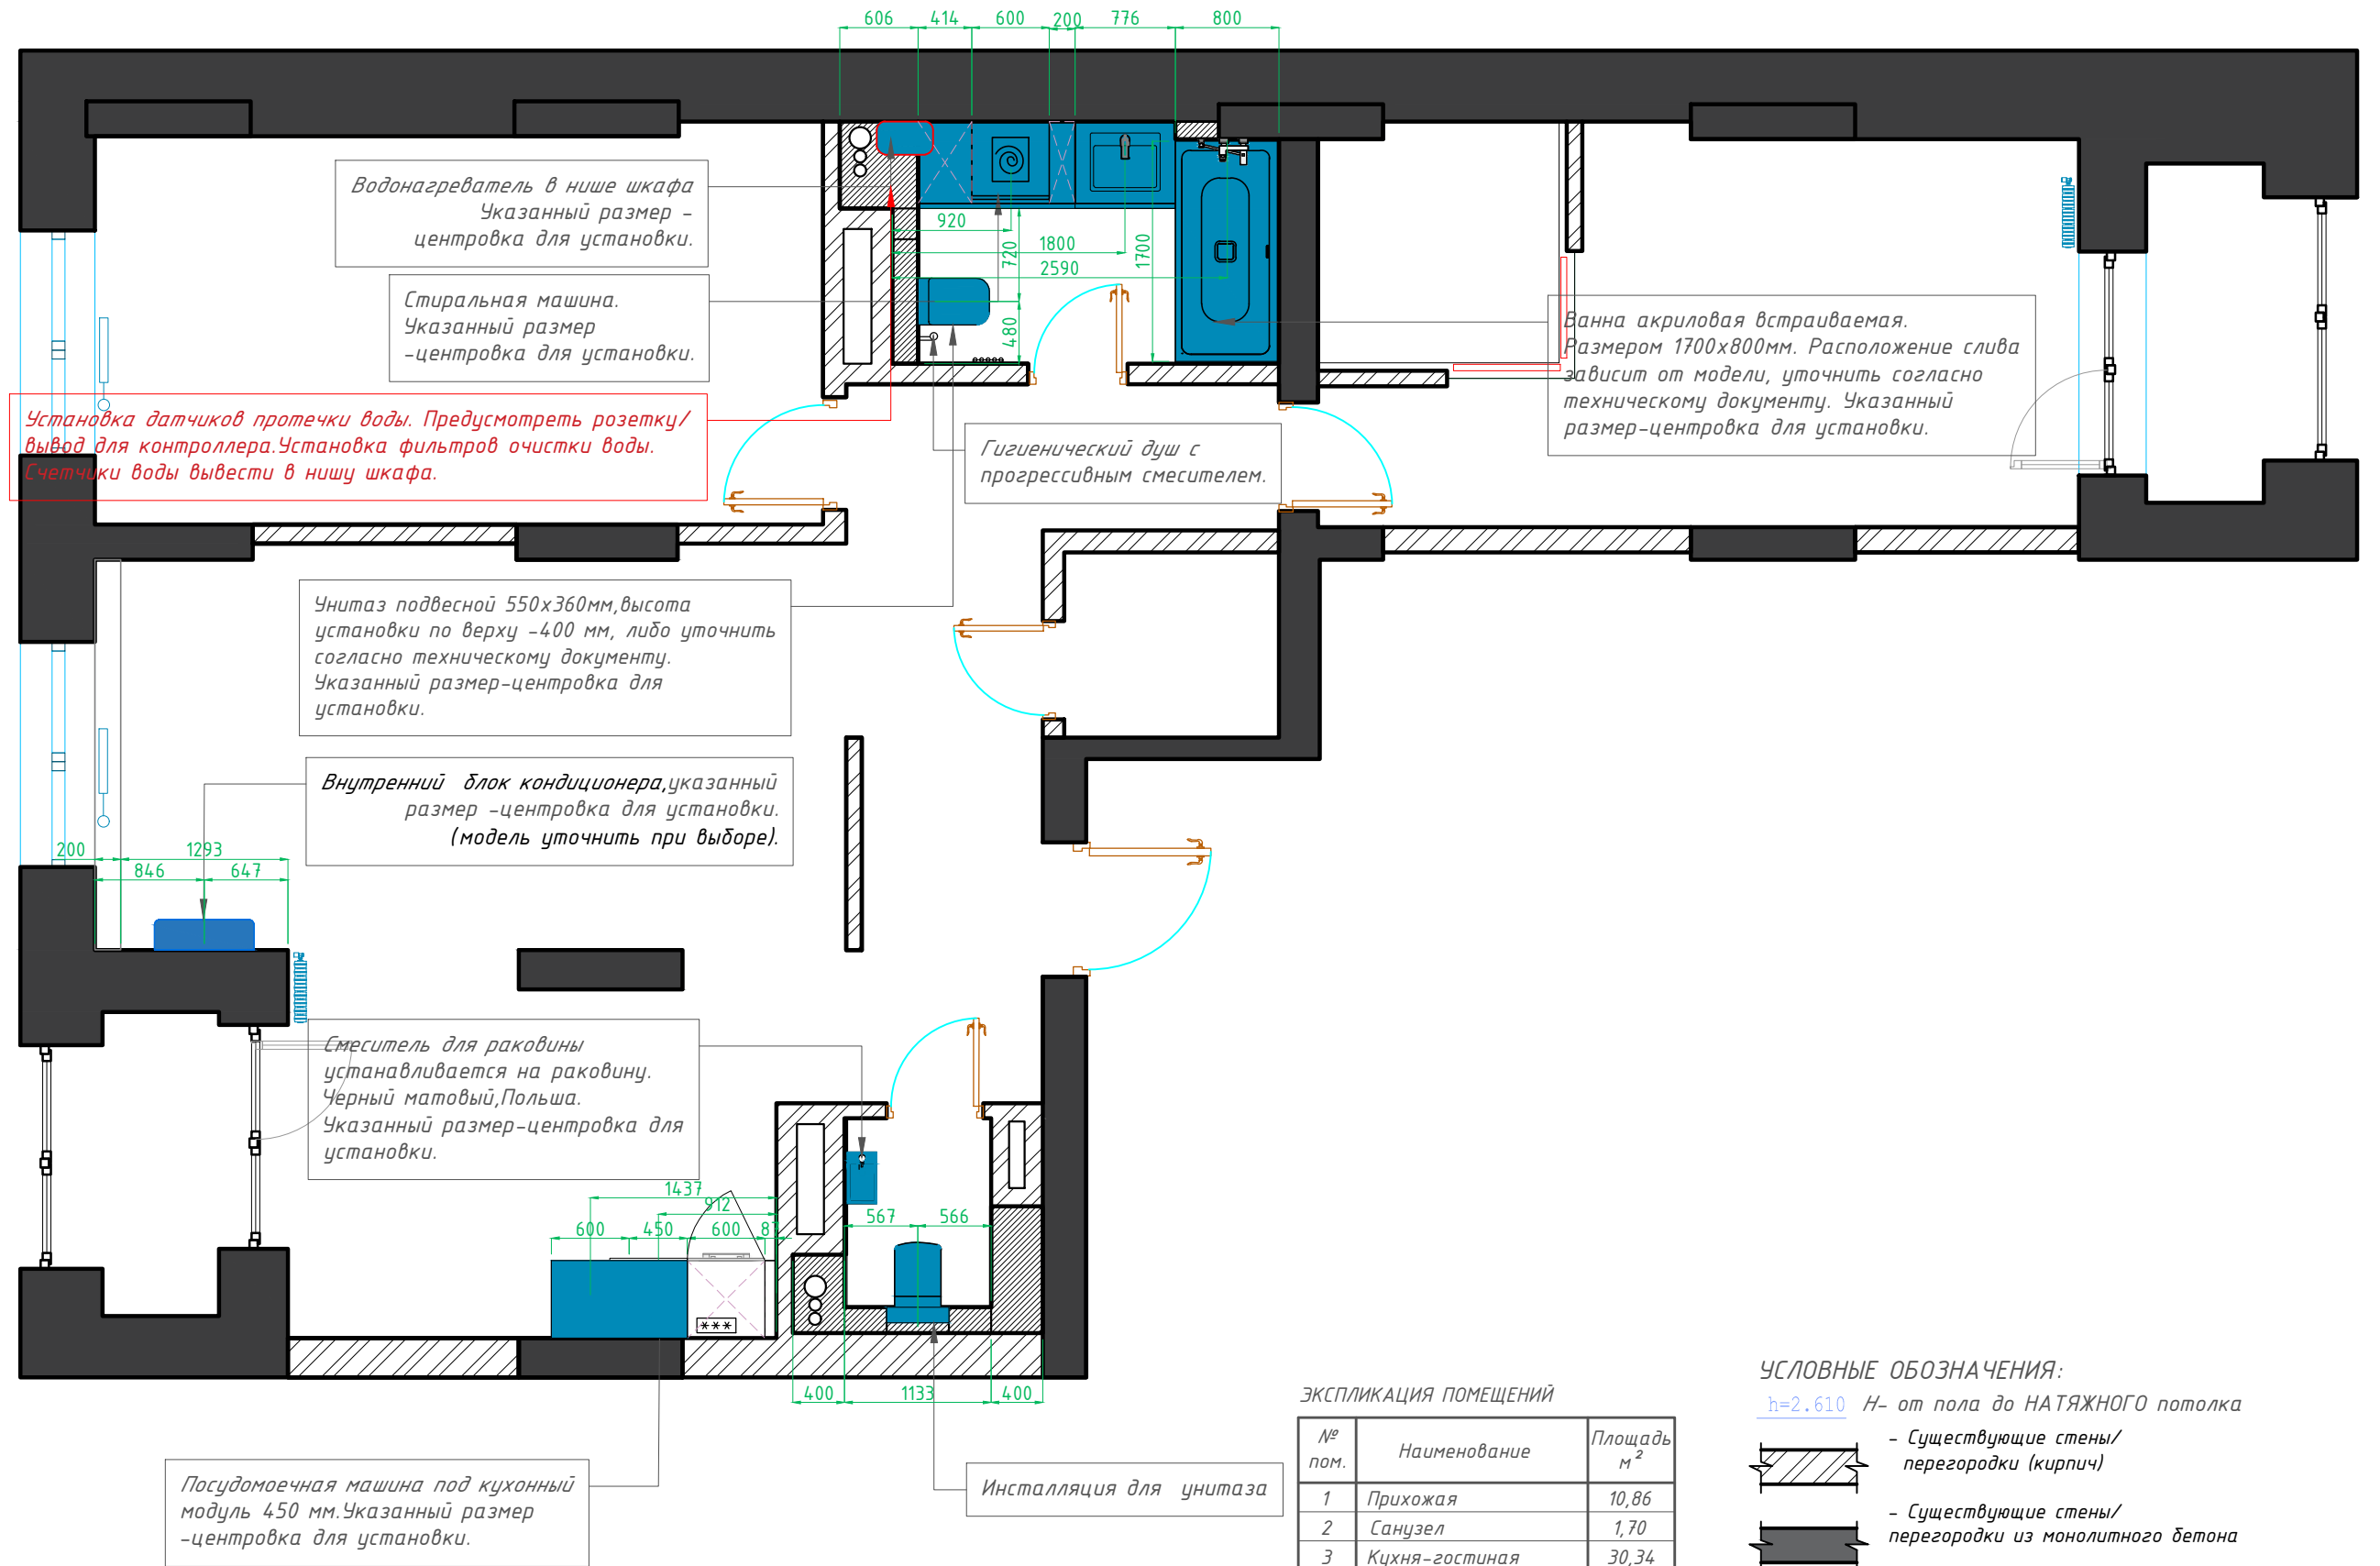 606 414 600 200 776 800
Водонагреватель в нише шкафа
Указанный размер -
центровка для установки.
920
1800
2590
720
480
1700
Стиральная машина.
Указанный размер
-центровка для установки.
Ванна акриловая встраиваемая.
Размером 1700х800мм. Расположение слива
зависит от модели, уточнить согласно
техническому документу. Указанный
размер-центровка для установки.
Установка датчиков протечки воды. Предусмотреть розетку/
вывод для контроллера.Установка фильтров очистки воды.
Счетчики воды вывести в нишу шкафа.
Гигиенический душ с
прогрессивным смесителем.
Унитаз подвесной 550х360мм,высота
установки по верху -400 мм, либо уточнить
согласно техническому документу.
Указанный размер-центровка для
установки.
Внутренний блок кондиционера,указанный
размер -центровка для установки.
(модель уточнить при выборе).
200 1293
846 647
Смеситель для раковины
устанавливается на раковину.
Черный матовый,Польша.
Указанный размер-центровка для
установки.
1437
912
600 450 600 87
567 566
***
400 1133 400
Посудомоечная машина под кухонный
модуль 450 мм.Указанный размер
-центровка для установки.
Инсталляция для унитаза
ЭКСПЛИКАЦИЯ ПОМЕЩЕНИЙ
№ пом. Наименование Площадь м²
1 Прихожая 10,86
2 Санузел 1,70
3 Кухня-гостиная 30,34
УСЛОВНЫЕ ОБОЗНАЧЕНИЯ:
h=2.610 Н- от пола до НАТЯЖНОГО потолка
- Существующие стены/
перегородки (кирпич)
- Существующие стены/
перегородки из монолитного бетона